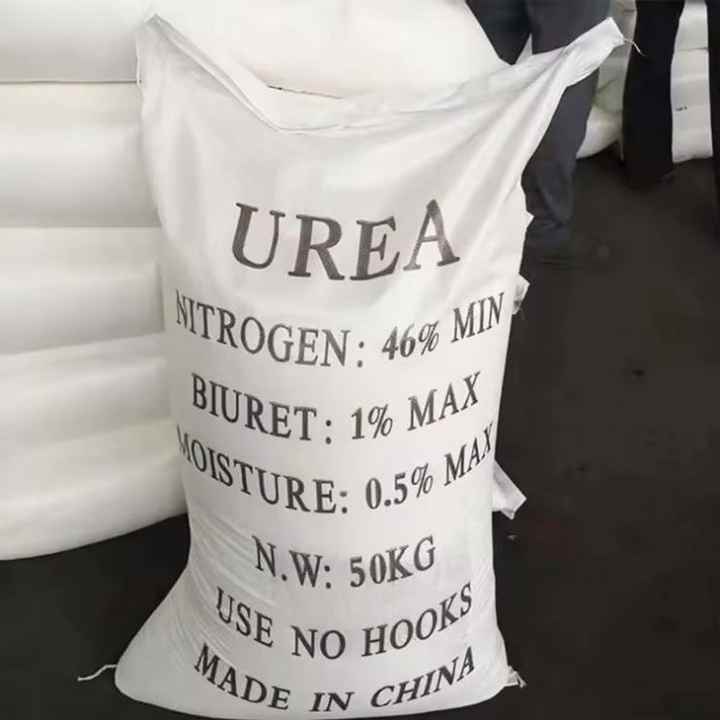 UREA
NITROGEN: 46% MIN
BIURET: 1% MAX
MOISTURE: 0.5% MAX
N.W: 50KG
USE NO HOOKS
MADE IN CHINA